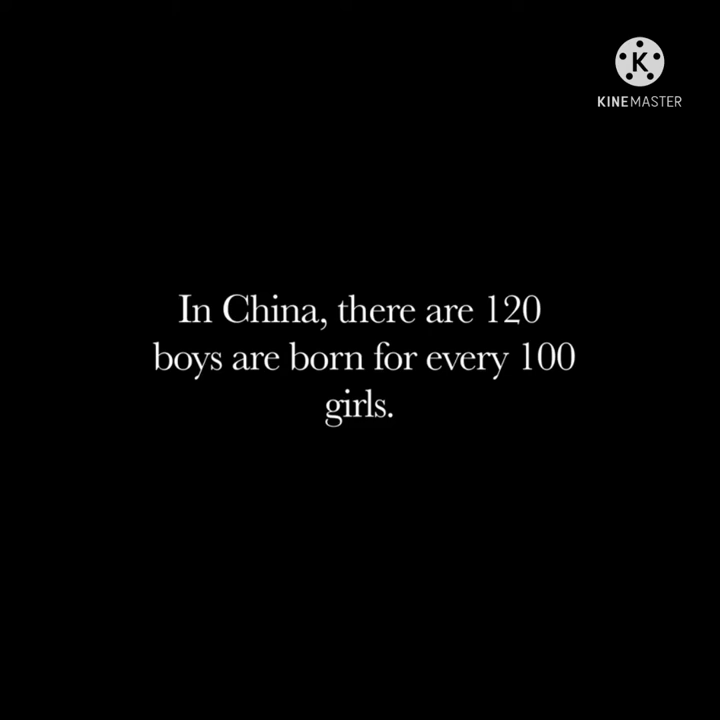 K
KINEMASTER
In China, there are 120
boys are born for every 100
girls.